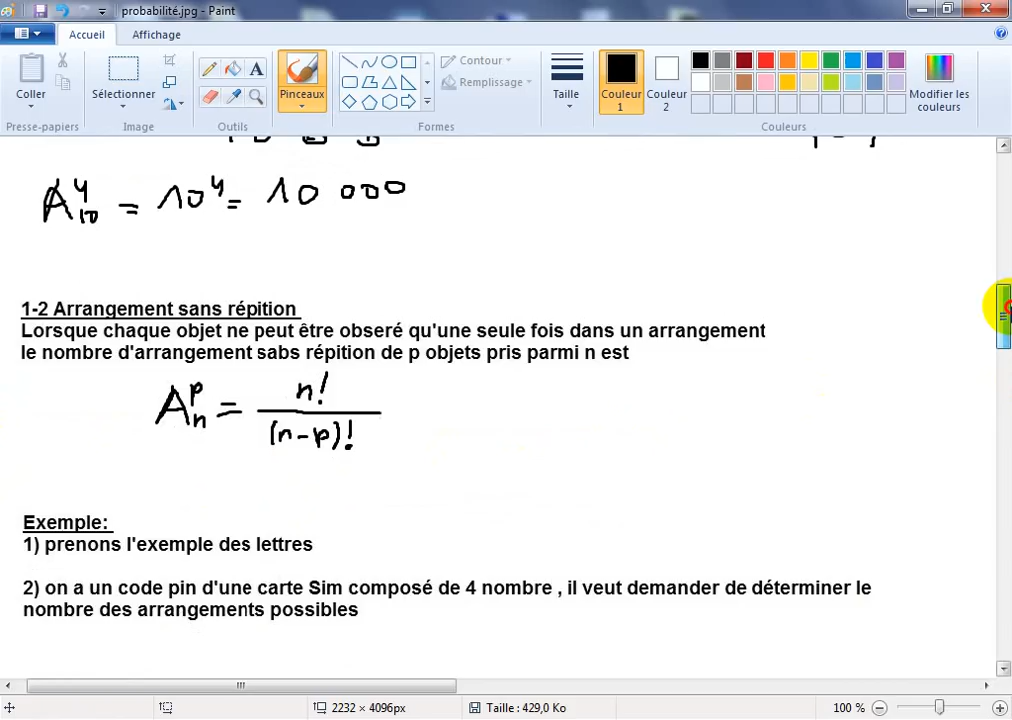 probabilité.jpg - Paint
Accueil Affichage
Coller
Sélectionner
Pinceaux
Contour
Remplissage
Taille
Couleur 1
Couleur 2
Modifier les couleurs
Presse-papiers Image Outils Formes Couleurs
A⁴₁₀ = 10⁴ = 10 000
1-2 Arrangement sans répition
Lorsque chaque objet ne peut être obseré qu'une seule fois dans un arrangement
le nombre d'arrangement sabs répition de p objets pris parmi n est
Aᵖₙ = n! / (n-p)!
Exemple:
1) prenons l'exemple des lettres
2) on a un code pin d'une carte Sim composé de 4 nombre , il veut demander de déterminer le
nombre des arrangements possibles
2232 × 4096px Taille : 429,0 Ko 100 %